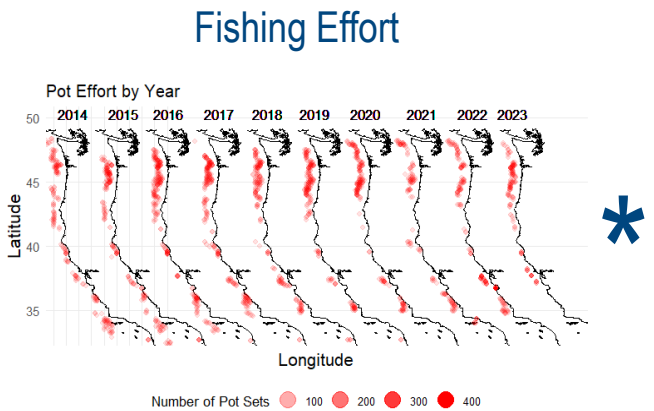 Fishing Effort
Pot Effort by Year
2014 2015 2016 2017 2018 2019 2020 2021 2022 2023
50
45
40
35
Latitude
*
Longitude
Number of Pot Sets 100 200 300 400